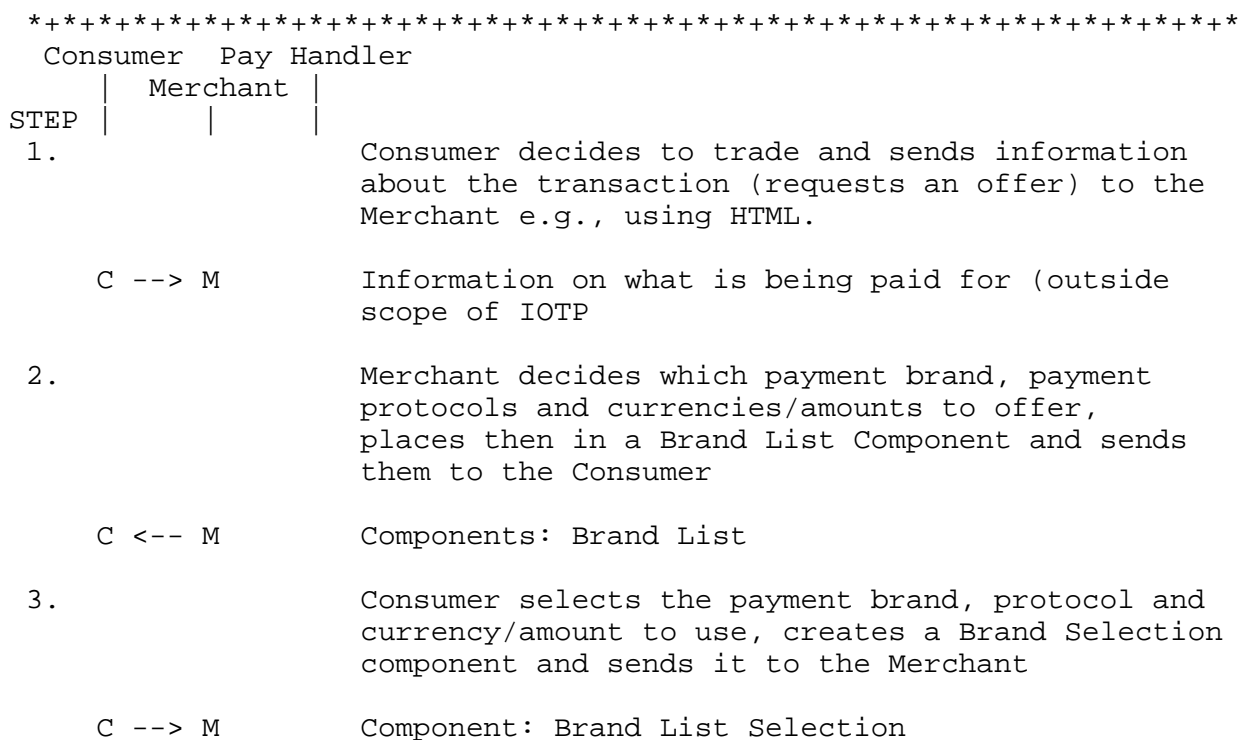 *+*+*+*+*+*+*+*+*+*+*+*+*+*+*+*+*+*+*+*+*+*+*+*+*+*+*+*+*+*+*+*+*+*
Consumer  Pay Handler
|  Merchant |
STEP |     |     |
1.                 Consumer decides to trade and sends information
about the transaction (requests an offer) to the
Merchant e.g., using HTML.
C --> M       Information on what is being paid for (outside
scope of IOTP
2.                 Merchant decides which payment brand, payment
protocols and currencies/amounts to offer,
places then in a Brand List Component and sends
them to the Consumer
C <-- M       Components: Brand List
3.                 Consumer selects the payment brand, protocol and
currency/amount to use, creates a Brand Selection
component and sends it to the Merchant
C --> M       Component: Brand List Selection